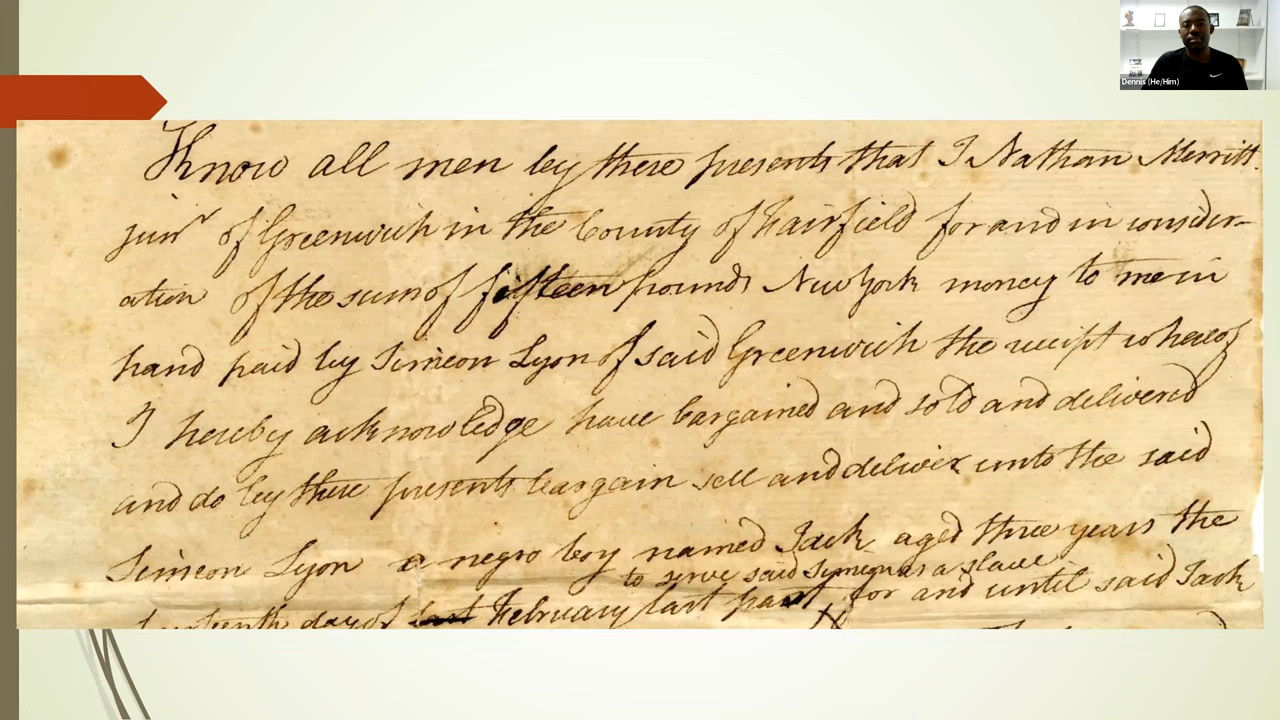 Dennis (He/Him)
Know all men by these presents that I Nathan Merritt
junr of Greenwich in the County of Fairfield for and in consider-
ation of the sum of fifteen pounds New York money to me in
hand paid by Simeon Lyon of said Greenwich the receipt whereof
I hereby acknowledge have bargained and sold and delivered
and do by these presents bargain sell and deliver unto the said
Simeon Lyon a negro boy named Jack aged three years the
to serve said Simeon as a slave
day of February last past for and until said Jack